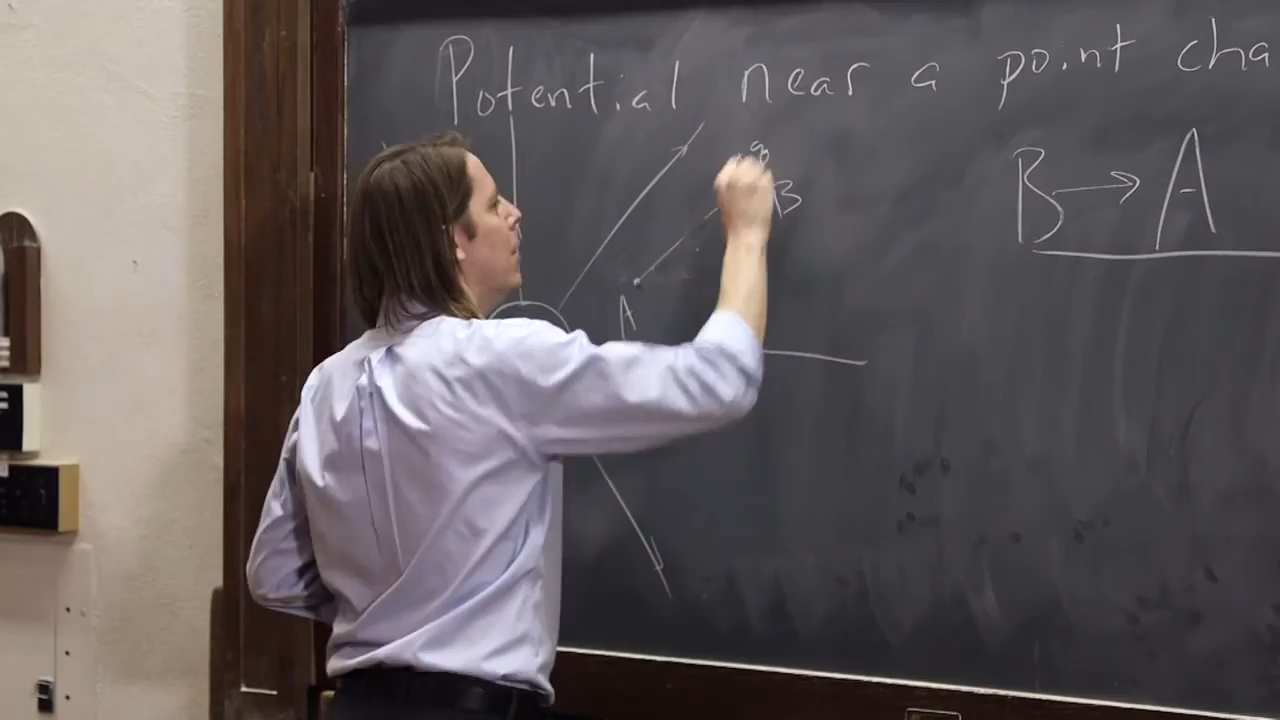 Potential near a point cha
B → A
q
B
A